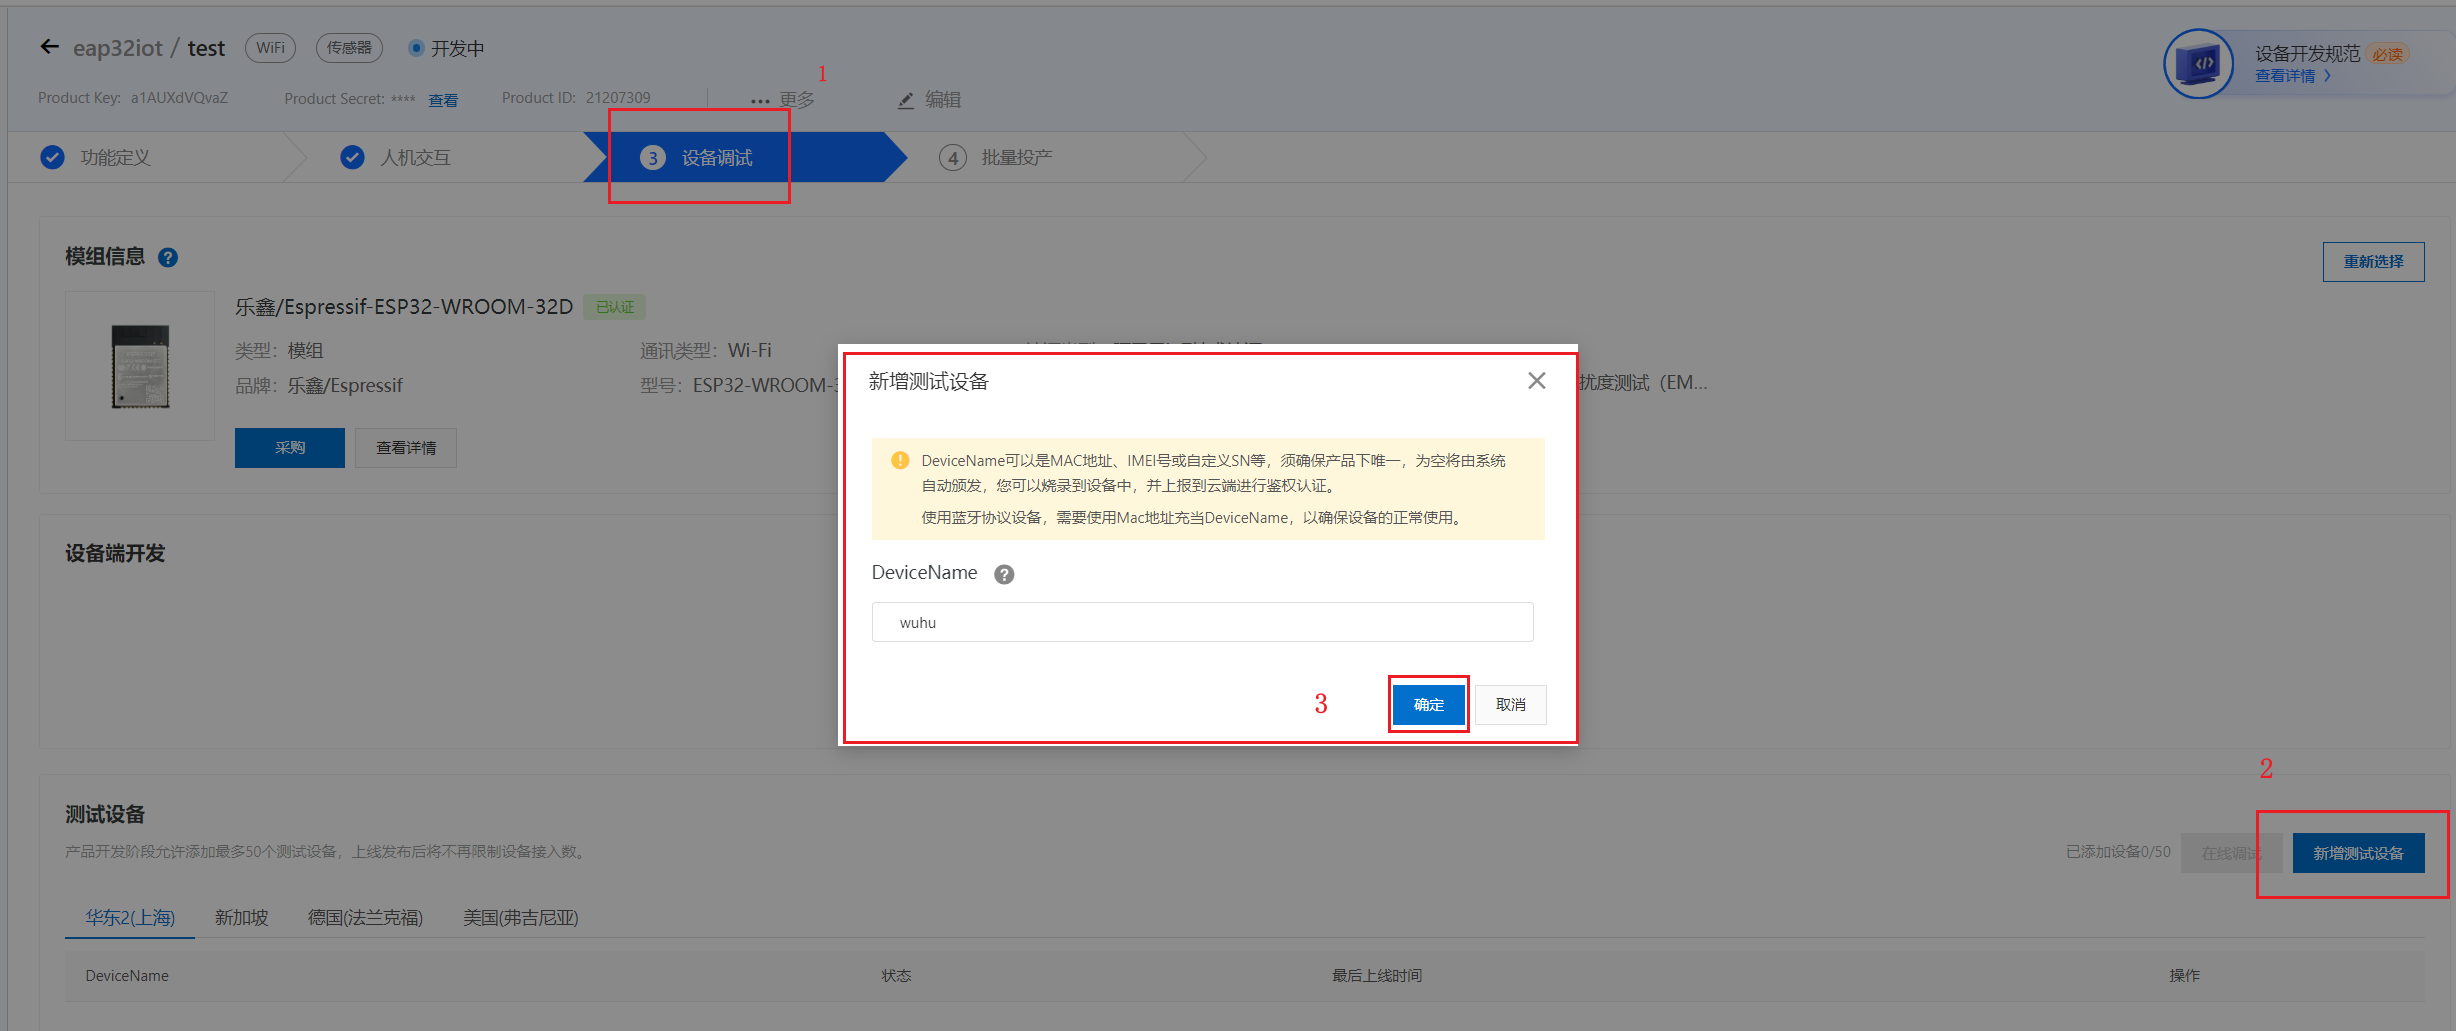 eap32iot / test WiFi 传感器 开发中
1
设备开发规范 必读
查看详情
Product Key: a1AUXdVQvaZ Product Secret: **** 查看 Product ID: 21207309 更多 编辑
功能定义 人机交互 3 设备调试 4 批量投产
模组信息 ?
重新选择
乐鑫/Espressif-ESP32-WROOM-32D 已认证
类型: 模组 通讯类型: Wi-Fi
品牌: 乐鑫/Espressif 型号: ESP32-WROOM-3 扰度测试（EM...
采购 查看详情
新增测试设备
DeviceName可以是MAC地址、IMEI号或自定义SN等，须确保产品下唯一，为空将由系统
自动颁发，您可以烧录到设备中，并上报到云端进行鉴权认证。
使用蓝牙协议设备，需要使用Mac地址充当DeviceName，以确保设备的正常使用。
DeviceName ?
wuhu
3 确定 取消
设备端开发
2
测试设备
产品开发阶段允许添加最多50个测试设备，上线发布后将不再限制设备接入数。
已添加设备0/50 在线调试 新增测试设备
华东2(上海) 新加坡 德国(法兰克福) 美国(弗吉尼亚)
DeviceName 状态 最后上线时间 操作